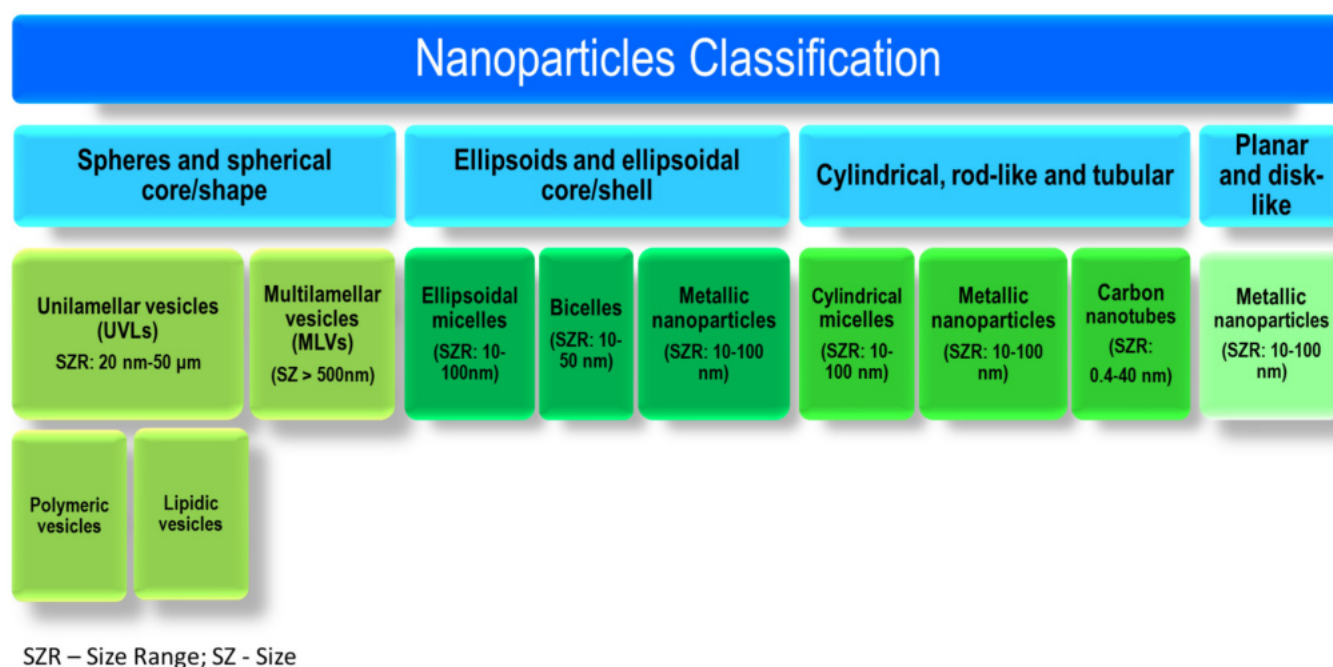 Nanoparticles Classification
Spheres and spherical
core/shape
Ellipsoids and ellipsoidal
core/shell
Cylindrical, rod-like and tubular
Planar
and disk-
like
Unilamellar vesicles
(UVLs)
SZR: 20 nm-50 µm
Multilamellar
vesicles
(MLVs)
(SZ > 500nm)
Ellipsoidal
micelles
(SZR: 10-
100nm)
Bicelles
(SZR: 10-
50 nm)
Metallic
nanoparticles
(SZR: 10-100
nm)
Cylindrical
micelles
(SZR: 10-
100 nm)
Metallic
nanoparticles
(SZR: 10-100
nm)
Carbon
nanotubes
(SZR:
0.4-40 nm)
Metallic
nanoparticles
(SZR: 10-100
nm)
Polymeric
vesicles
Lipidic
vesicles
SZR – Size Range; SZ - Size